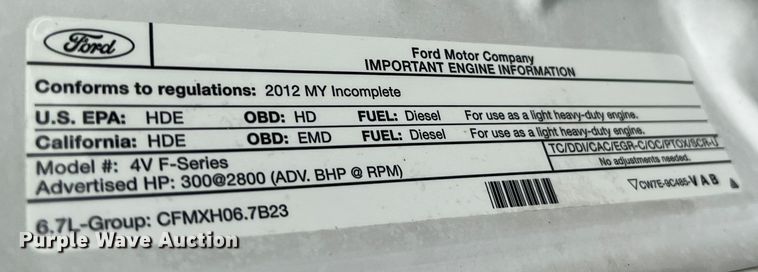 Ford
Ford Motor Company
IMPORTANT ENGINE INFORMATION
Conforms to regulations: 2012 MY Incomplete
U.S. EPA: HDE OBD: HD FUEL: Diesel For use as a light heavy-duty engine.
California: HDE OBD: EMD FUEL: Diesel For use as a light heavy-duty engine.
Model #: 4V F-Series
TC/DDI/CAC/EGR-C/OC/PTOX/SCR-U
Advertised HP: 300@2800 (ADV. BHP @ RPM)
No adjustments needed.
CW7E-9C485-VAB
6.7L-Group: CFMXH06.7B23
Purple Wave Auction